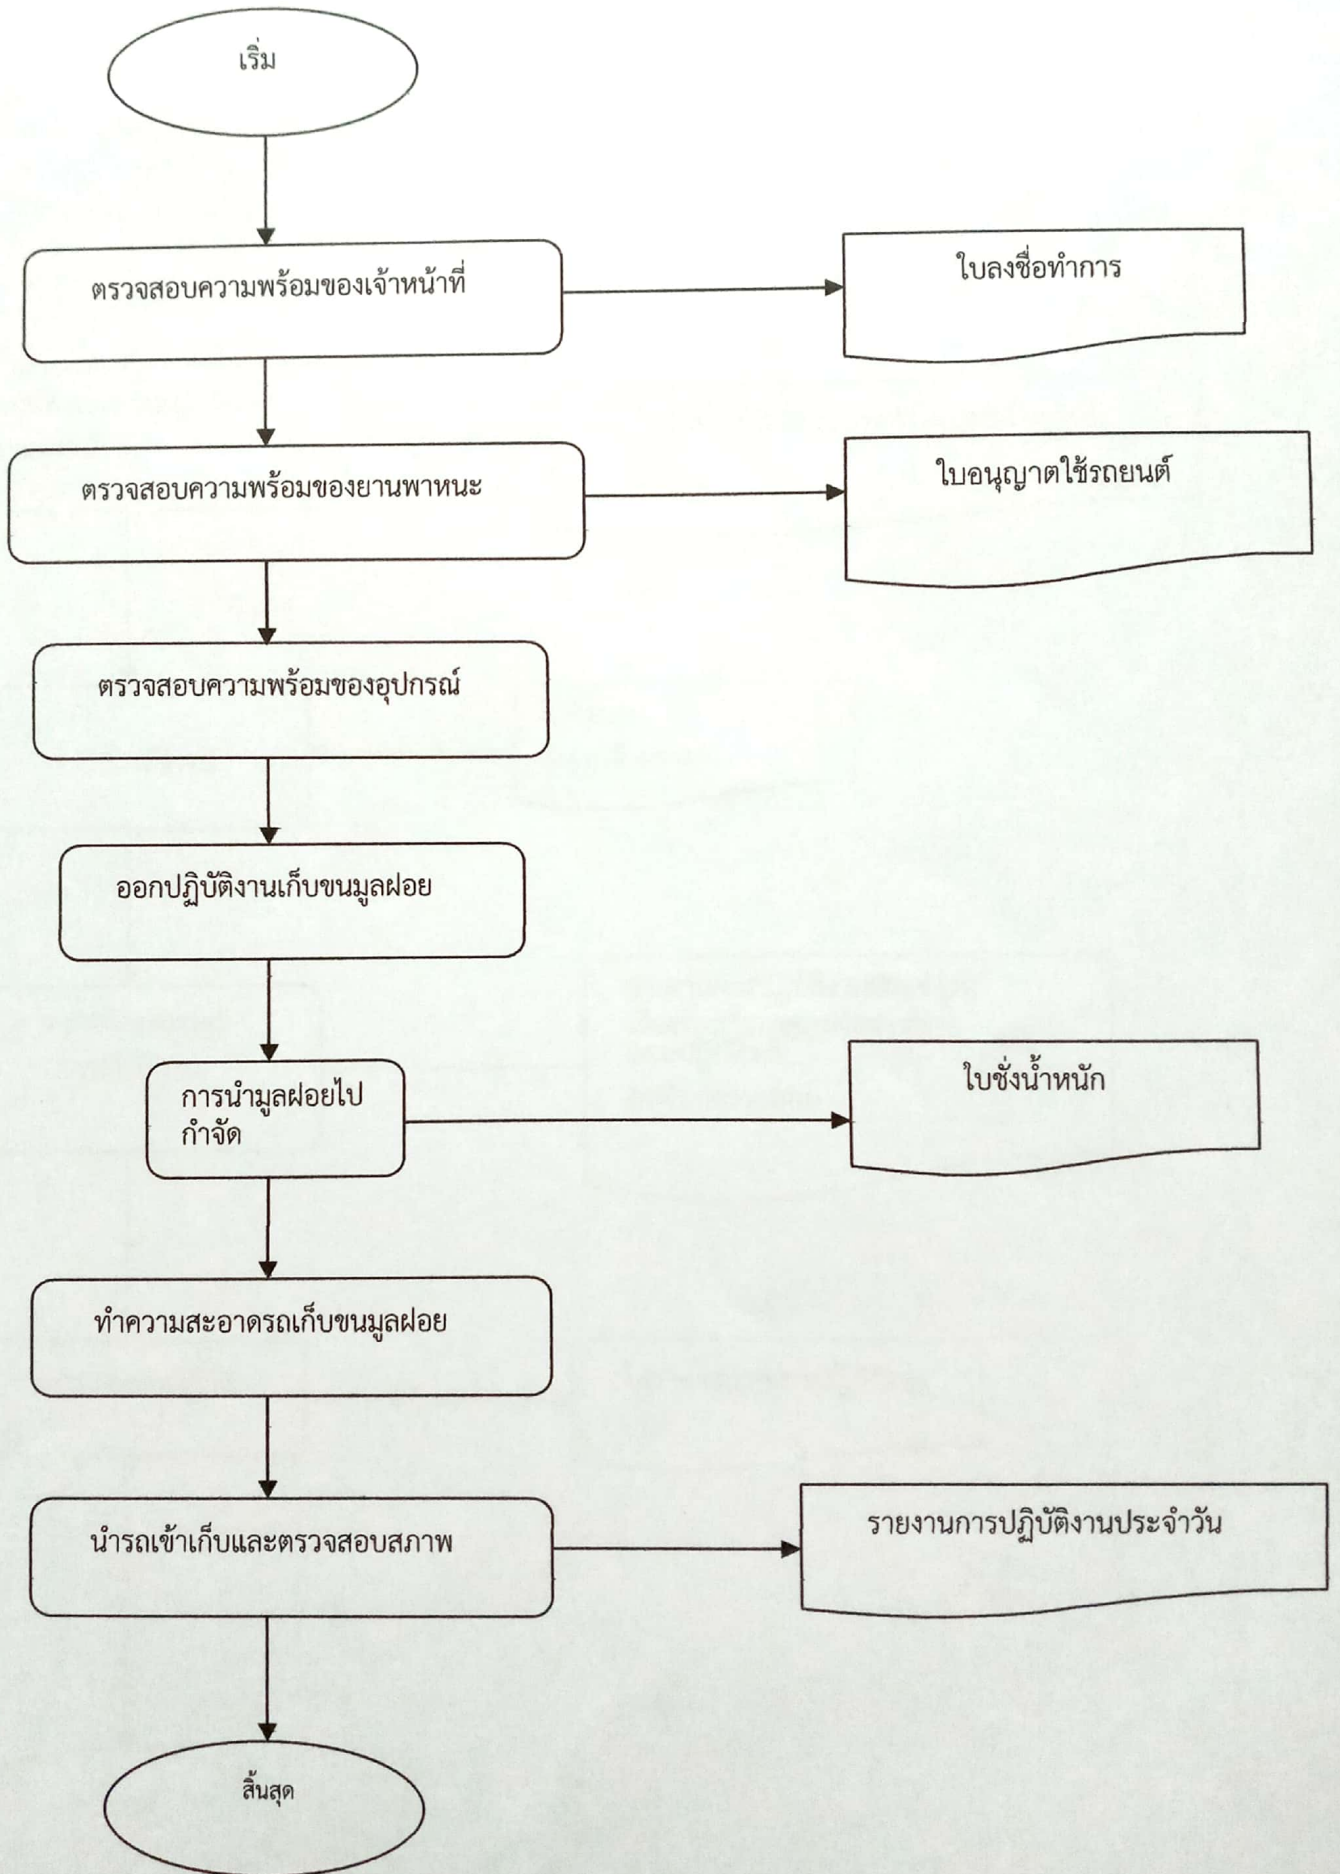 เริ่ม
ตรวจสอบความพร้อมของเจ้าหน้าที่
ใบลงชื่อทำการ
ตรวจสอบความพร้อมของยานพาหนะ
ใบอนุญาตใช้รถยนต์
ตรวจสอบความพร้อมของอุปกรณ์
ออกปฏิบัติงานเก็บขนมูลฝอย
การนำมูลฝอยไป
กำจัด
ใบชั่งน้ำหนัก
ทำความสะอาดรถเก็บขนมูลฝอย
นำรถเข้าเก็บและตรวจสอบสภาพ
รายงานการปฏิบัติงานประจำวัน
สิ้นสุด